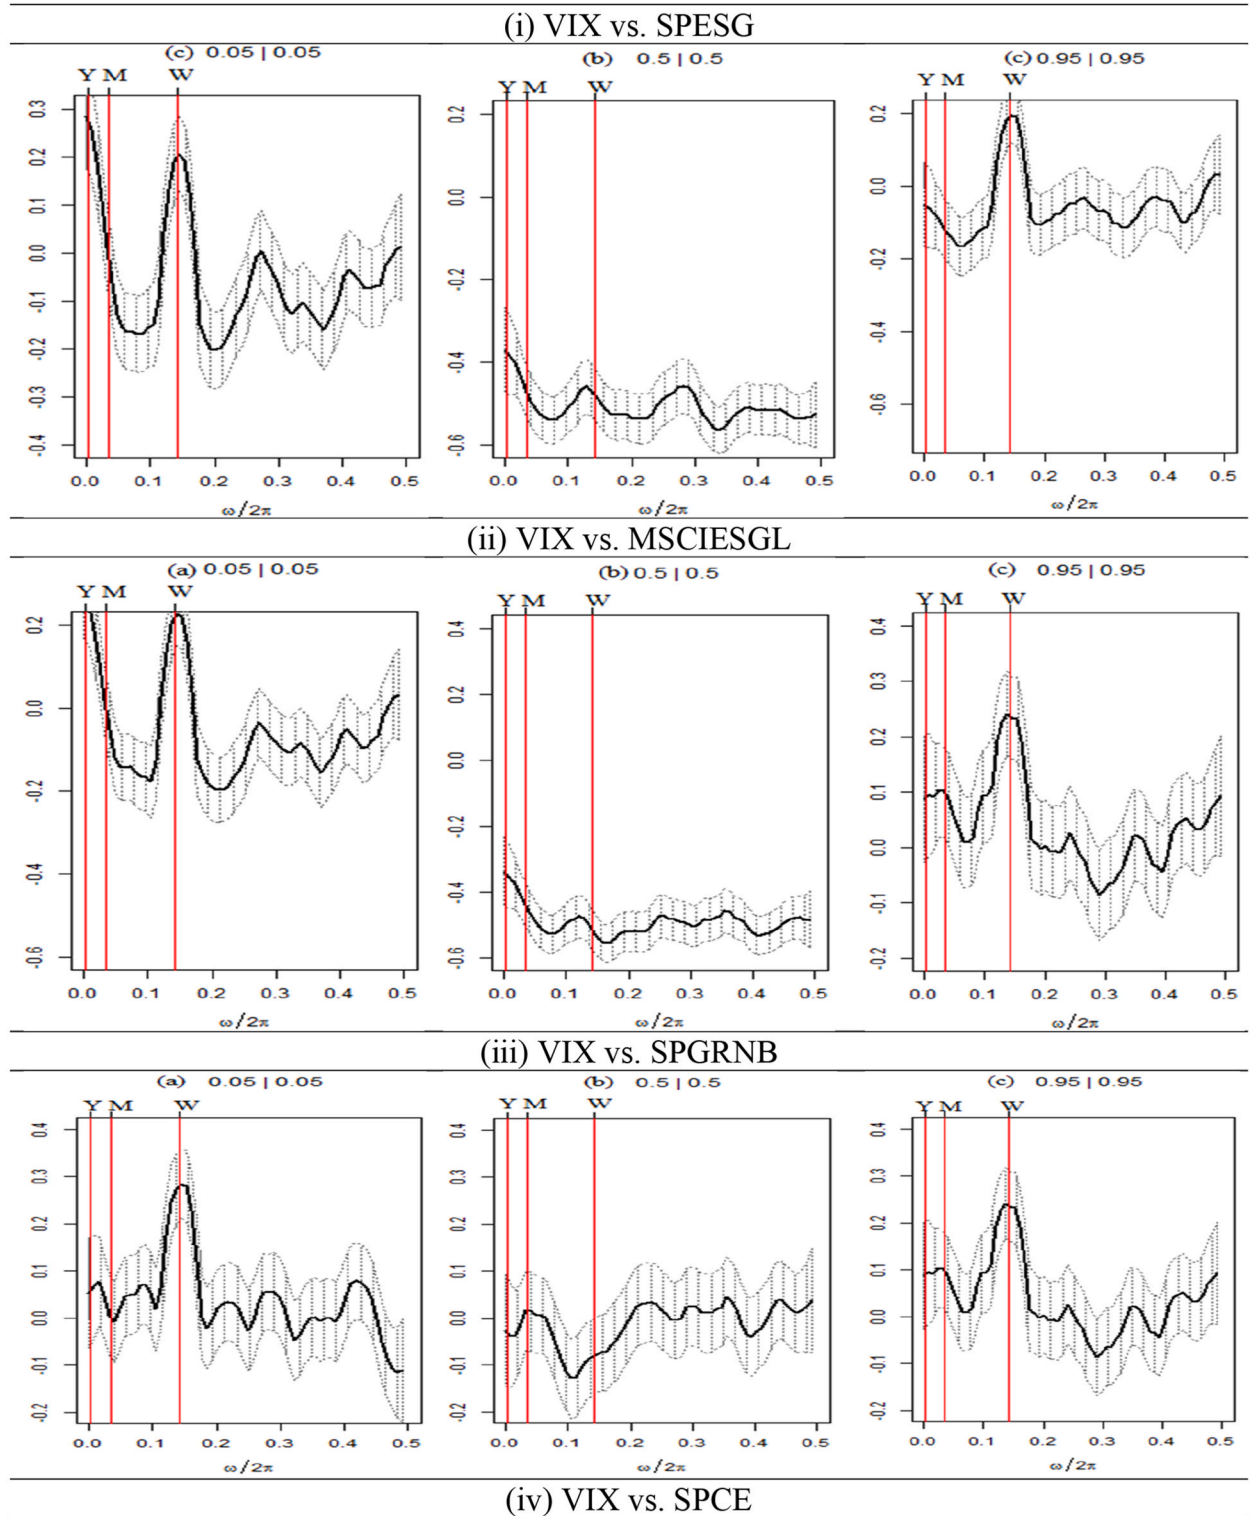 (i) VIX vs. SPESG
(c) 0.05 | 0.05
(b) 0.5 | 0.5
(c) 0.95 | 0.95
Y M W
Y M W
Y M W
0.3
0.2
0.1
0.0
-0.1
-0.2
-0.3
-0.4
0.2
0.0
-0.2
-0.4
-0.6
0.2
0.0
-0.2
-0.4
-0.6
0.0 0.1 0.2 0.3 0.4 0.5
0.0 0.1 0.2 0.3 0.4 0.5
0.0 0.1 0.2 0.3 0.4 0.5
ω/2π
ω/2π
ω/2π
(ii) VIX vs. MSCIESGL
(a) 0.05 | 0.05
(b) 0.5 | 0.5
(c) 0.95 | 0.95
Y M W
Y M W
Y M W
0.2
0.0
-0.2
-0.4
-0.6
0.4
0.2
0.0
-0.2
-0.4
-0.6
0.4
0.3
0.2
0.1
0.0
-0.1
-0.2
0.0 0.1 0.2 0.3 0.4 0.5
0.0 0.1 0.2 0.3 0.4 0.5
0.0 0.1 0.2 0.3 0.4 0.5
ω/2π
ω/2π
ω/2π
(iii) VIX vs. SPGRNB
(a) 0.05 | 0.05
(b) 0.5 | 0.5
(c) 0.95 | 0.95
Y M W
Y M W
Y M W
0.4
0.3
0.2
0.1
0.0
-0.1
-0.2
0.4
0.3
0.2
0.1
0.0
-0.1
-0.2
0.4
0.3
0.2
0.1
0.0
-0.1
-0.2
0.0 0.1 0.2 0.3 0.4 0.5
0.0 0.1 0.2 0.3 0.4 0.5
0.0 0.1 0.2 0.3 0.4 0.5
ω/2π
ω/2π
ω/2π
(iv) VIX vs. SPCE